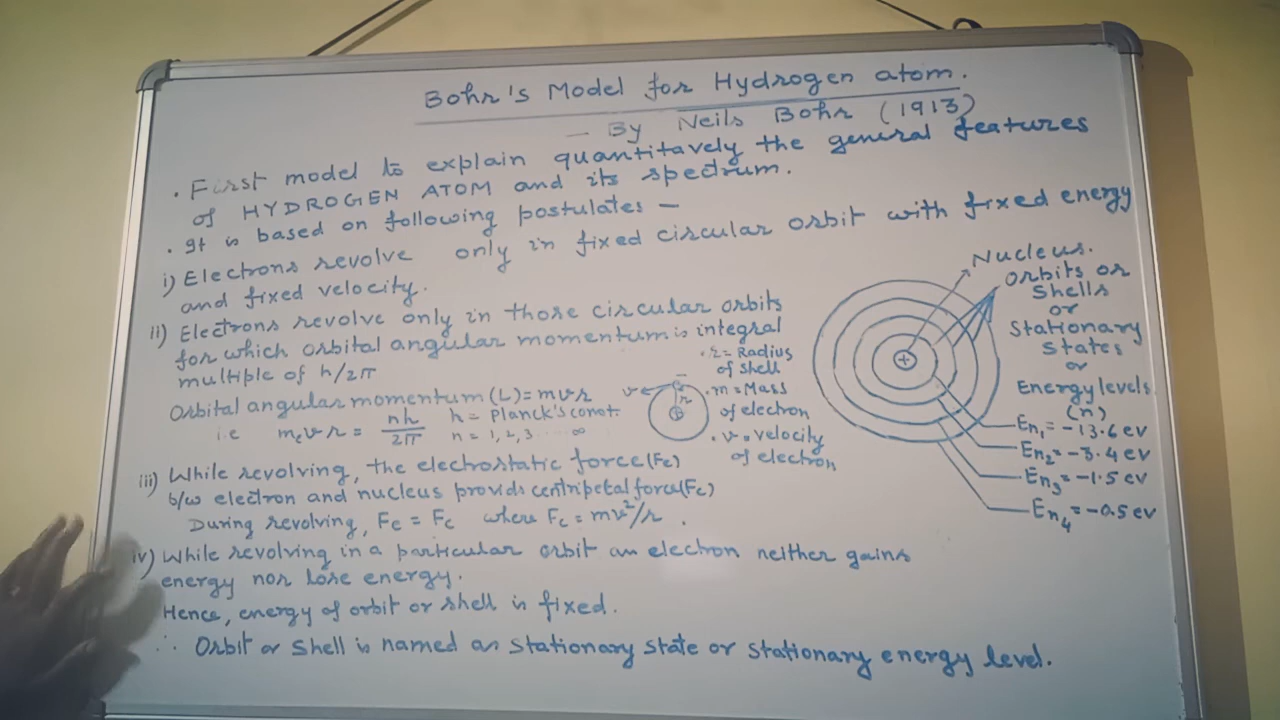 Bohr's Model for Hydrogen atom.
— By Neils Bohr (1913)
• First model to explain quantitavely the general features
of HYDROGEN ATOM and its spectrum.
• It is based on following postulates —
i) Electrons revolve only in fixed circular orbit with fixed energy
and fixed velocity.
ii) Electrons revolve only in those circular orbits
for which orbital angular momentum is integral
multiple of h/2π
Orbital angular momentum (L) = mvr
i.e mₑvr = nh/2π
h = Planck's const.
n = 1, 2, 3 ..... ∞
v
r
+
• r = Radius
of shell
• m = Mass
of electron
• v = velocity
of electron
iii) While revolving, the electrostatic force (Fe)
b/w electron and nucleus provids centripetal force (Fc)
During revolving, Fe = Fc where Fc = mv²/r.
iv) While revolving in a particular orbit an electron neither gains
energy nor lose energy.
Hence, energy of orbit or shell is fixed.
∴ Orbit or shell is named as stationary state or stationary energy level.
Nucleus.
orbits or
shells
or
stationary
states
or
Energy levels
(n)
+
En₁ = -13.6 ev
En₂ = -3.4 ev
En₃ = -1.5 ev
En₄ = -0.5 ev